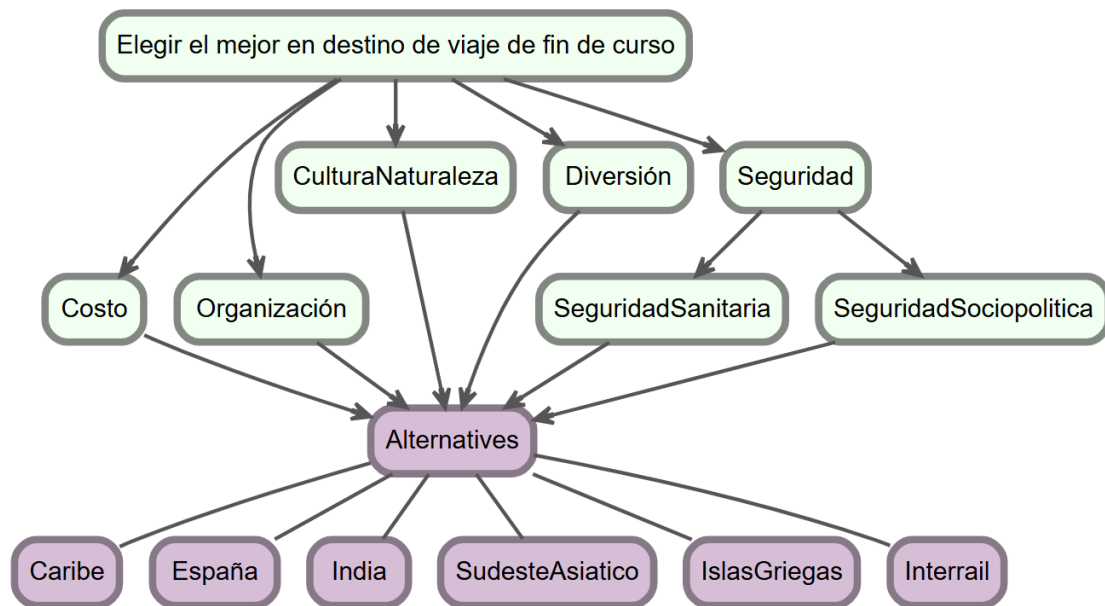 Elegir el mejor en destino de viaje de fin de curso
CulturaNaturaleza
Diversión
Seguridad
Costo
Organización
SeguridadSanitaria
SeguridadSociopolitica
Alternatives
Caribe
España
India
SudesteAsiatico
IslasGriegas
Interrail